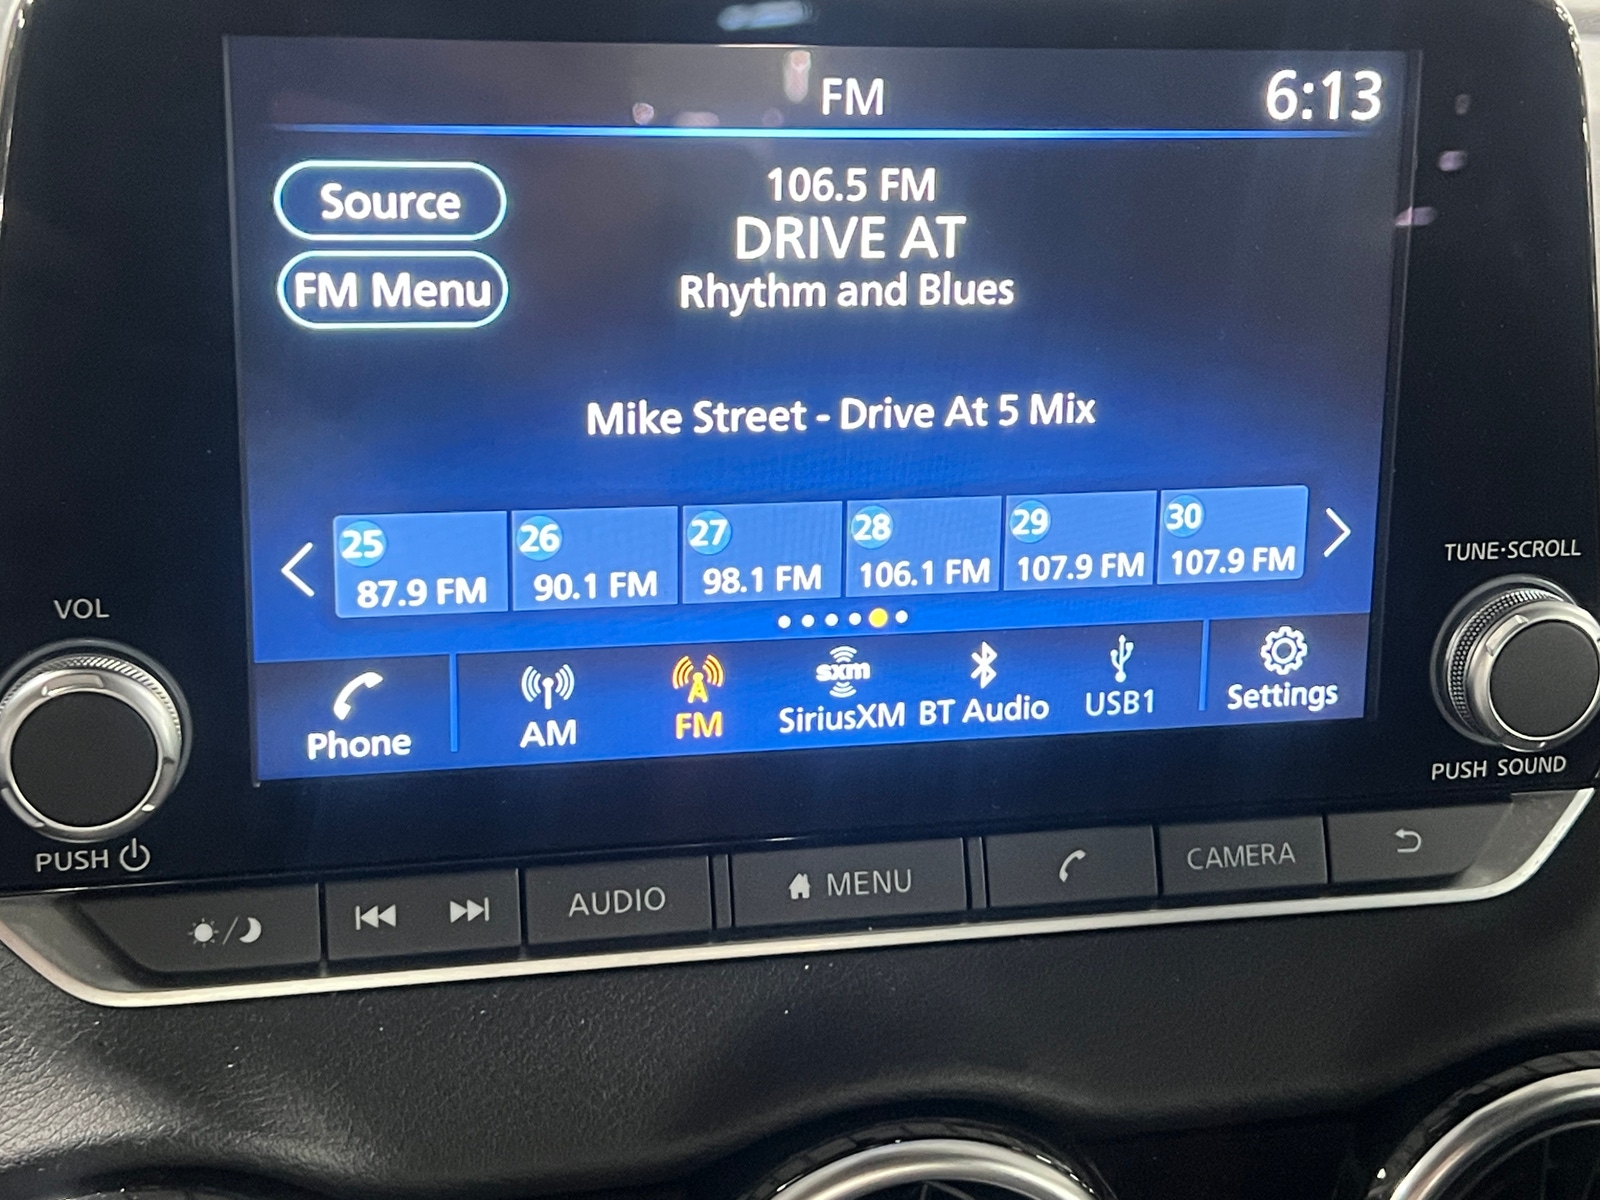 FM
6:13
Source
106.5 FM
DRIVE AT
FM Menu
Rhythm and Blues
Mike Street - Drive At 5 Mix
25
26
27
28
29
30
87.9 FM
90.1 FM
98.1 FM
106.1 FM
107.9 FM
107.9 FM
Phone
AM
FM
sxm
SiriusXM
BT Audio
USB1
Settings
VOL
PUSH
TUNE·SCROLL
PUSH SOUND
AUDIO
MENU
CAMERA